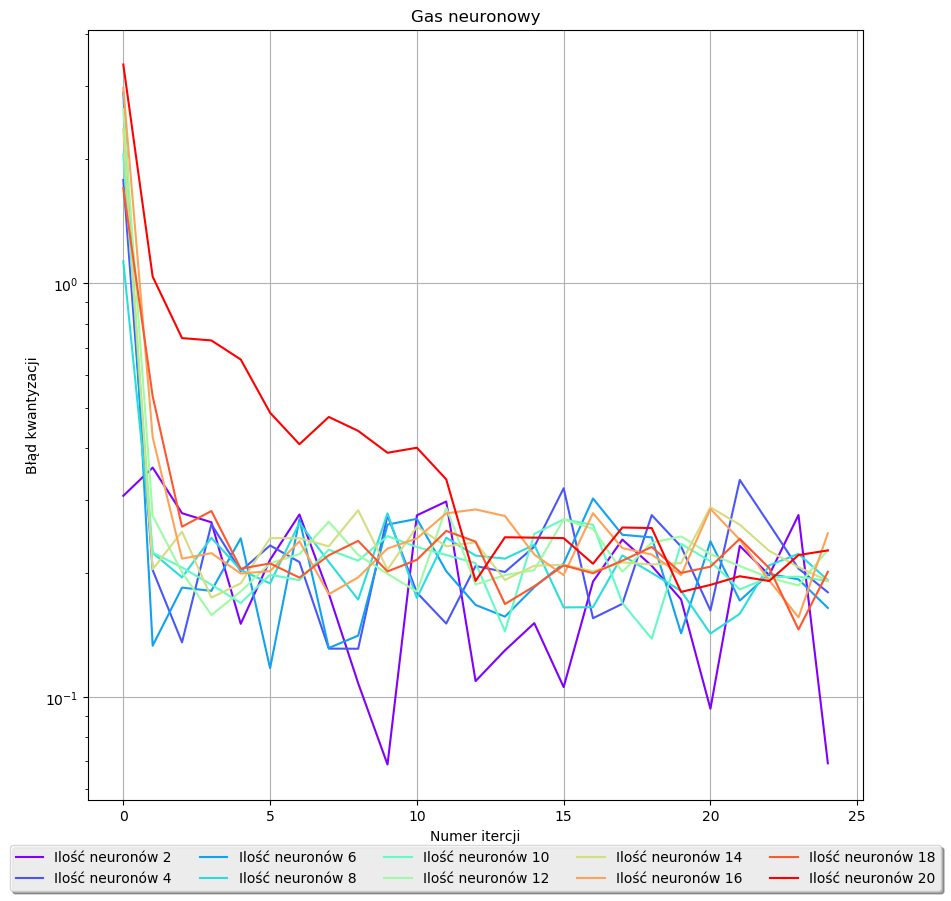 Gas neuronowy
Błąd kwantyzacji
10⁰
10⁻¹
0 5 10 15 20 25
Numer itercji
Ilość neuronów 2 Ilość neuronów 6 Ilość neuronów 10 Ilość neuronów 14 Ilość neuronów 18
Ilość neuronów 4 Ilość neuronów 8 Ilość neuronów 12 Ilość neuronów 16 Ilość neuronów 20